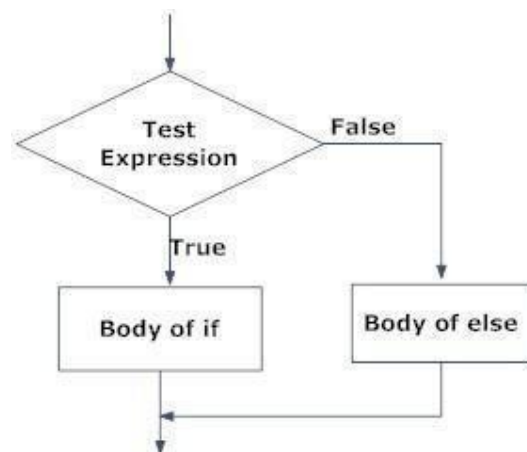 Test
Expression
False
True
Body of if
Body of else